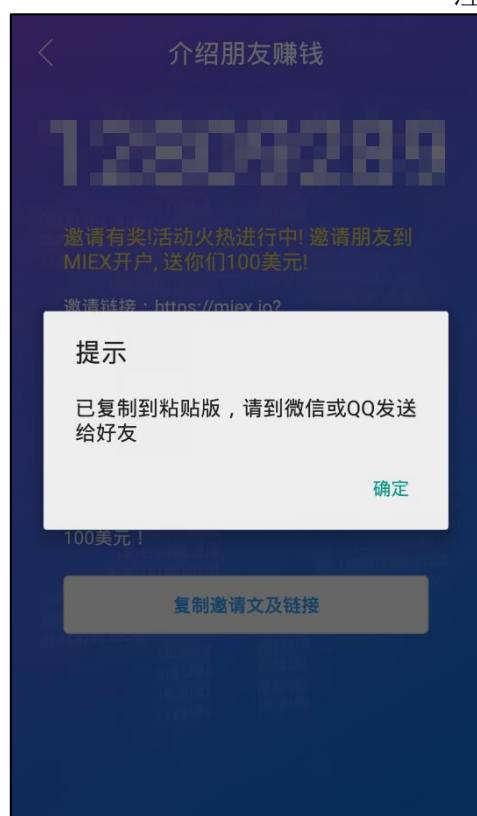 介绍朋友赚钱
邀请有奖!活动火热进行中! 邀请朋友到
MIEX开户, 送你们100美元!
邀请链接：https://miex.io?
提示
已复制到粘贴版，请到微信或QQ发送
给好友
确定
100美元！
复制邀请文及链接